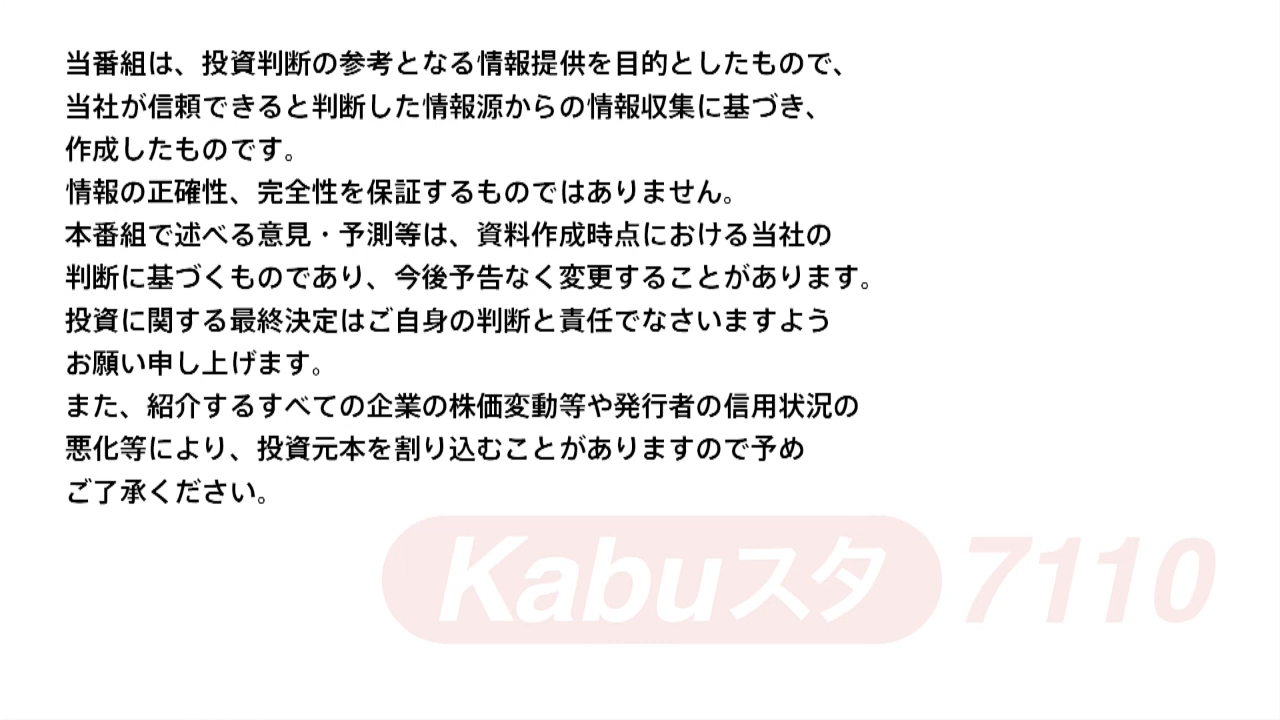 当番組は、投資判断の参考となる情報提供を目的としたもので、
当社が信頼できると判断した情報源からの情報収集に基づき、
作成したものです。
情報の正確性、完全性を保証するものではありません。
本番組で述べる意見・予測等は、資料作成時点における当社の
判断に基づくものであり、今後予告なく変更することがあります。
投資に関する最終決定はご自身の判断と責任でなさいますよう
お願い申し上げます。
また、紹介するすべての企業の株価変動等や発行者の信用状況の
悪化等により、投資元本を割り込むことがありますので予め
ご了承ください。
Kabuスタ 7110